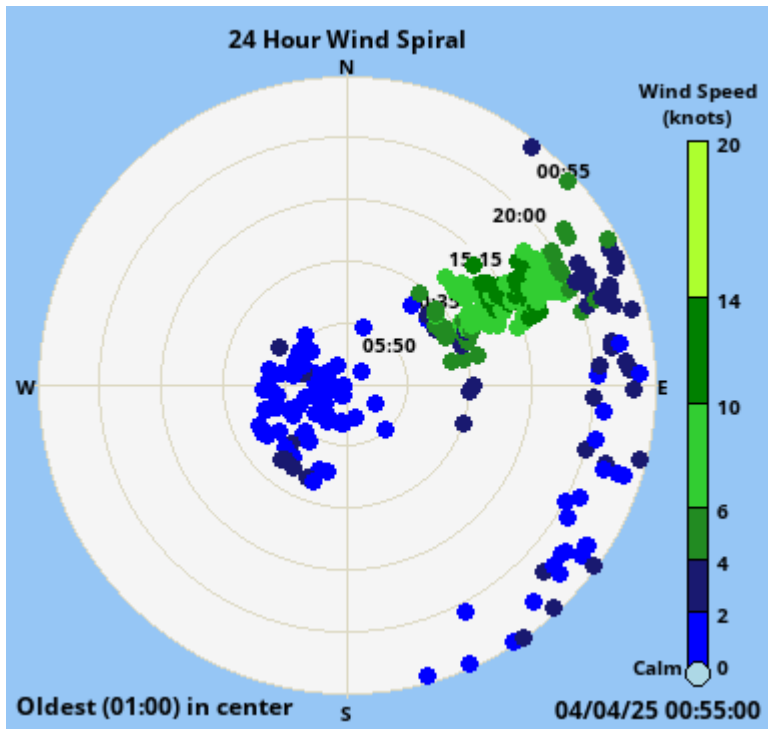 24 Hour Wind Spiral
N
Wind Speed
(knots)
20
00:55
20:00
15:15
05:50
14
W
E
10
6
4
2
Calm
0
Oldest (01:00) in center
S
04/04/25 00:55:00